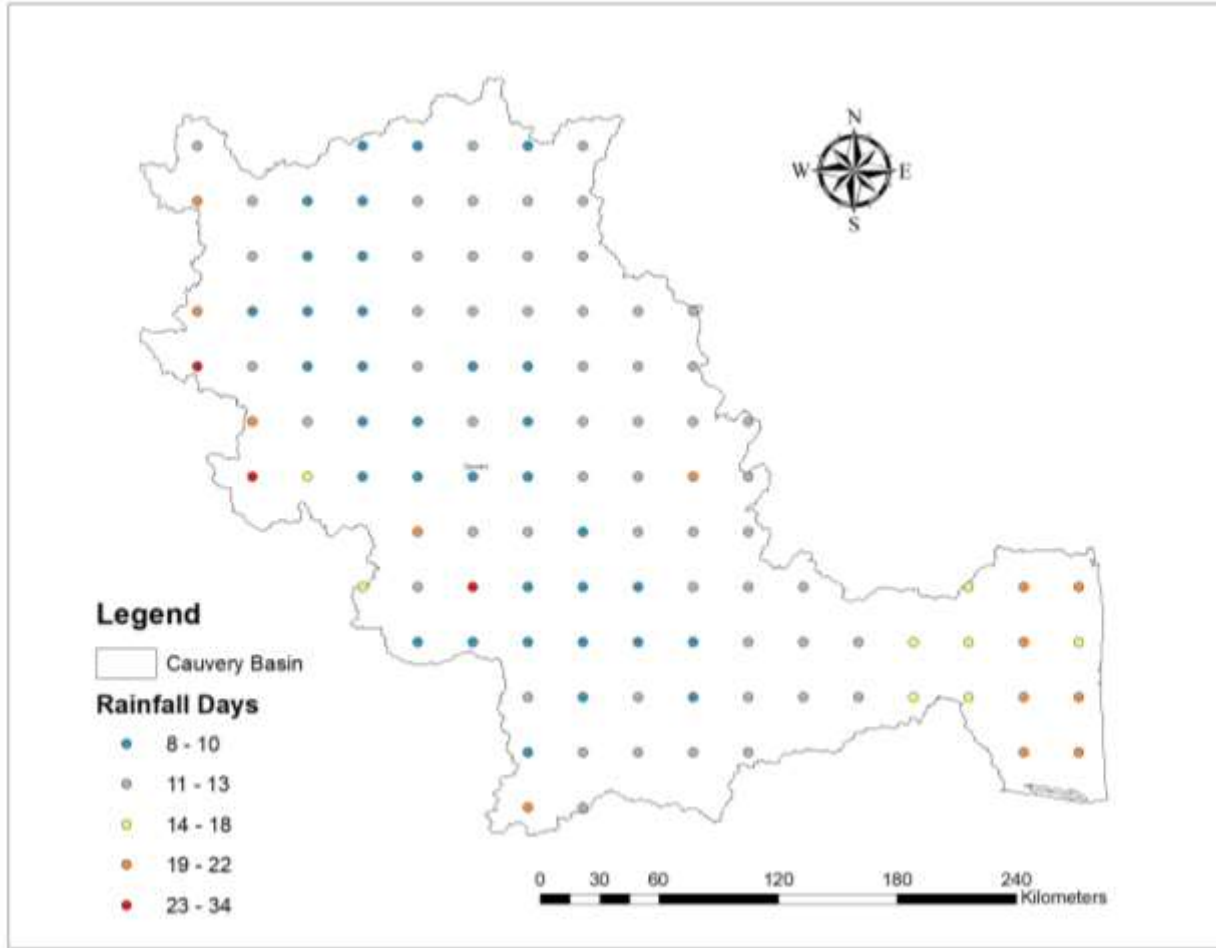 N
W E
S
Legend
Cauvery Basin
Rainfall Days
8 - 10
11 - 13
14 - 18
19 - 22
23 - 34
0 30 60 120 180 240
Kilometers